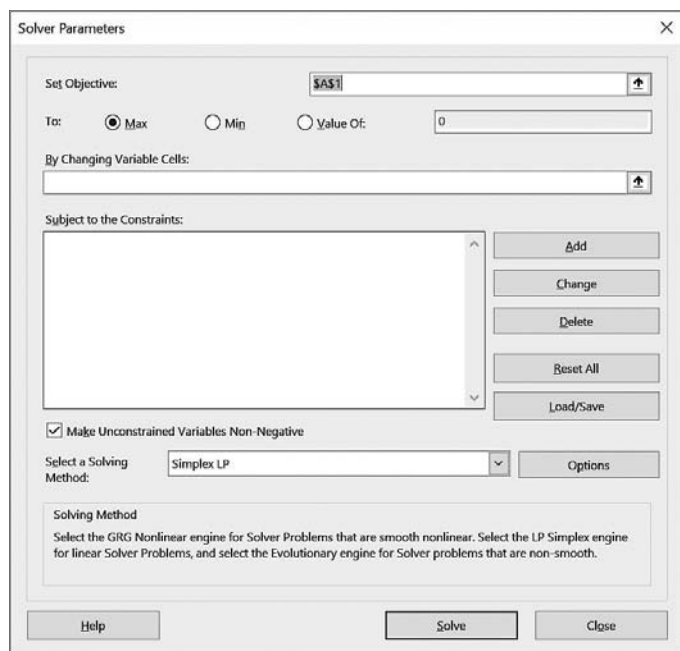 Solver Parameters
Set Objective: $A$1
To: Max Min Value Of: 0
By Changing Variable Cells:
Subject to the Constraints:
Add
Change
Delete
Reset All
Load/Save
Make Unconstrained Variables Non-Negative
Select a Solving Method: Simplex LP Options
Solving Method
Select the GRG Nonlinear engine for Solver Problems that are smooth nonlinear. Select the LP Simplex engine
for linear Solver Problems, and select the Evolutionary engine for Solver problems that are non-smooth.
Help Solve Close